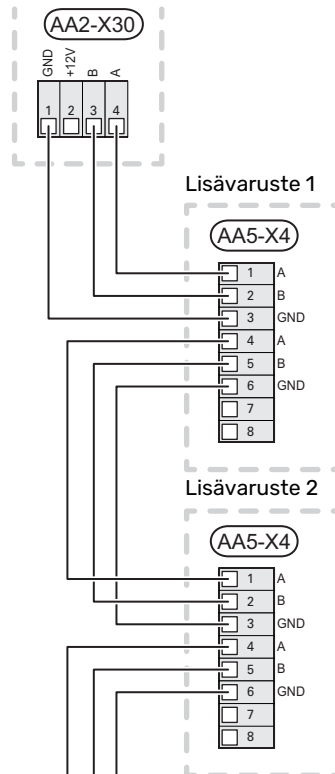 AA2-X30
GND +12V B A
1 2 3 4
Lisävaruste 1
AA5-X4
1 A
2 B
3 GND
4 A
5 B
6 GND
7
8
Lisävaruste 2
AA5-X4
1 A
2 B
3 GND
4 A
5 B
6 GND
7
8